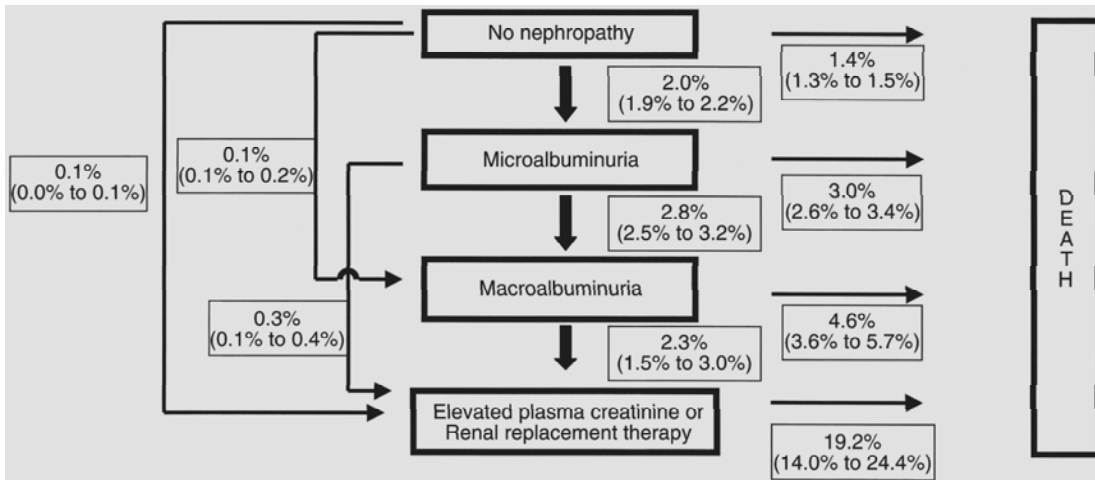 No nephropathy
1.4%
(1.3% to 1.5%)
2.0%
(1.9% to 2.2%)
0.1%
(0.0% to 0.1%)
0.1%
(0.1% to 0.2%)
Microalbuminuria
3.0%
(2.6% to 3.4%)
2.8%
(2.5% to 3.2%)
Macroalbuminuria
4.6%
(3.6% to 5.7%)
0.3%
(0.1% to 0.4%)
2.3%
(1.5% to 3.0%)
Elevated plasma creatinine or
Renal replacement therapy
19.2%
(14.0% to 24.4%)
D
E
A
T
H